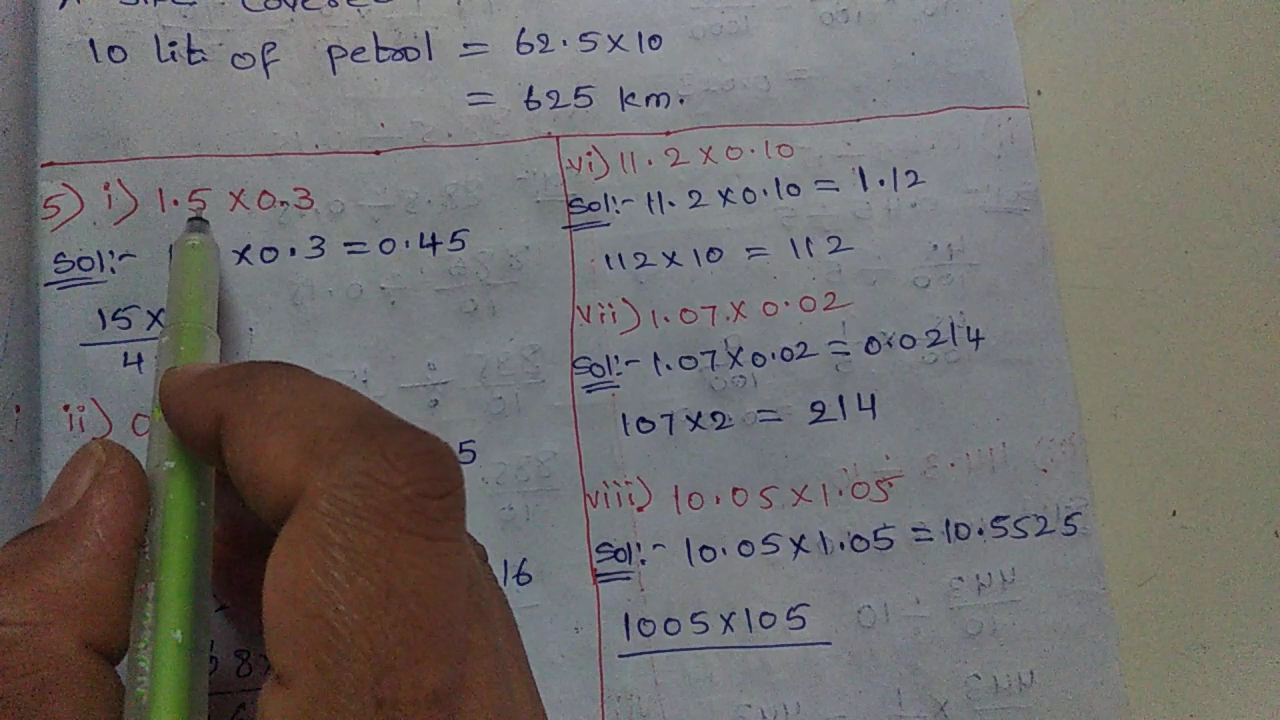 10 lit of petrol = 62.5 x 10
= 625 km.
5) i) 1.5 x 0.3
Sol:- x 0.3 = 0.45
15 x
4
ii) 0
5
16
8
vi) 11.2 x 0.10
Sol:- 11.2 x 0.10 = 1.12
112 x 10 = 112
vii) 1.07 x 0.02
Sol:- 1.07 x 0.02 = 0.0214
107 x 2 = 214
viii) 10.05 x 1.05
Sol:- 10.05 x 1.05 = 10.5525
1005 x 105